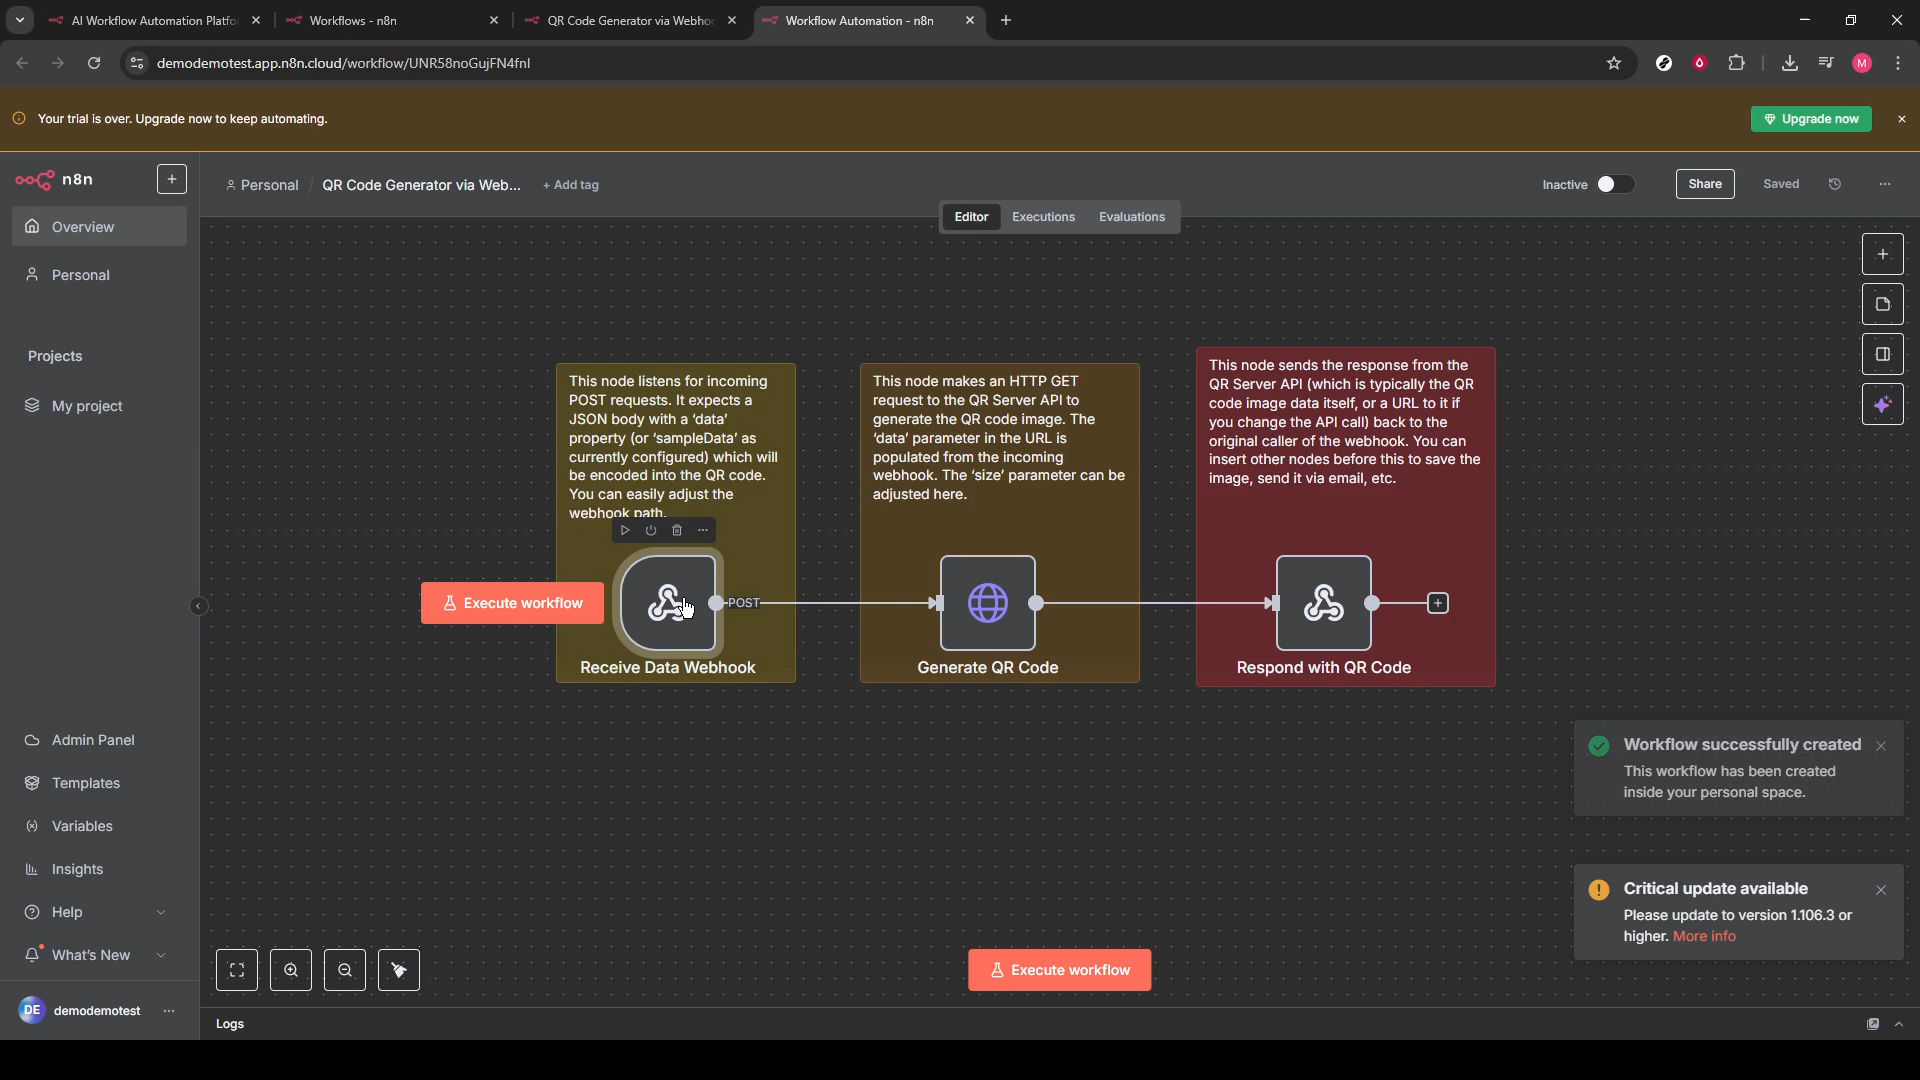 AI Workflow Automation Platfo
Workflows - n8n
QR Code Generator via Webho
Workflow Automation - n8n
demodemotest.app.n8n.cloud/workflow/UNR58noGujFN4fnl
M
Your trial is over. Upgrade now to keep automating.
Upgrade now
n8n
Personal
/
QR Code Generator via Web...
+ Add tag
Inactive
Share
Saved
Editor
Executions
Evaluations
Overview
Personal
Projects
My project
This node listens for incoming
POST requests. It expects a
JSON body with a ‘data’
property (or ‘sampleData’ as
currently configured) which will
be encoded into the QR code.
You can easily adjust the
webhook path.
This node makes an HTTP GET
request to the QR Server API to
generate the QR code image. The
‘data’ parameter in the URL is
populated from the incoming
webhook. The ‘size’ parameter can be
adjusted here.
This node sends the response from the
QR Server API (which is typically the QR
code image data itself, or a URL to it if
you change the API call) back to the
original caller of the webhook. You can
insert other nodes before this to save the
image, send it via email, etc.
Execute workflow
POST
Receive Data Webhook
Generate QR Code
Respond with QR Code
Admin Panel
Templates
Variables
Insights
Help
What's New
DE
demodemotest
Workflow successfully created
This workflow has been created
inside your personal space.
Critical update available
Please update to version 1.106.3 or
higher. More info
Execute workflow
Logs